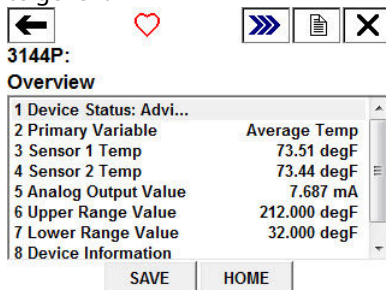 3144P:
Overview
1 Device Status: Advi...
2 Primary Variable Average Temp
3 Sensor 1 Temp 73.51 degF
4 Sensor 2 Temp 73.44 degF
5 Analog Output Value 7.687 mA
6 Upper Range Value 212.000 degF
7 Lower Range Value 32.000 degF
8 Device Information
SAVE HOME